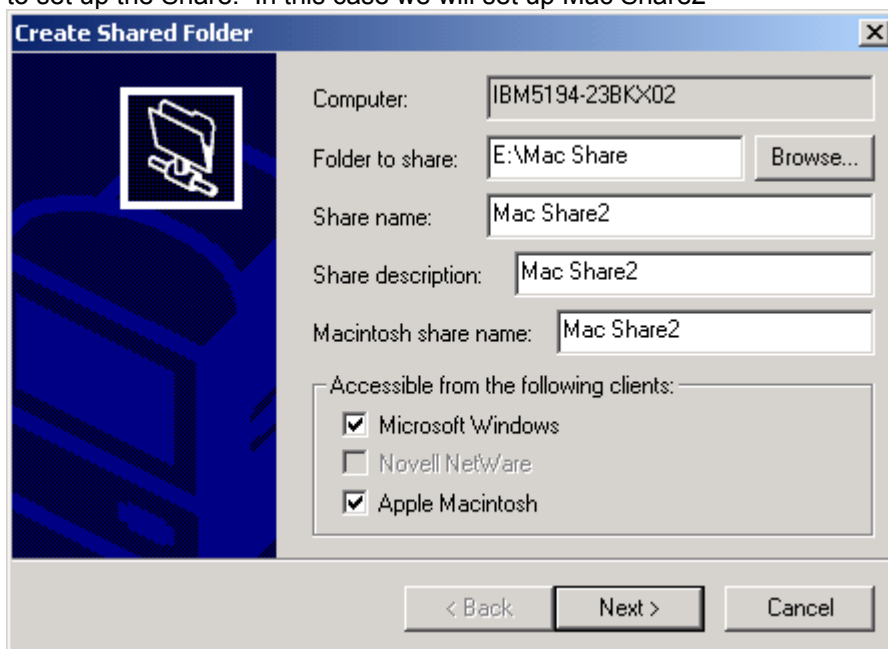 to set up the Share. In this case we will set up Mac Share2
Create Shared Folder
Computer: IBM5194-23BKX02
Folder to share: E:\Mac Share Browse...
Share name: Mac Share2
Share description: Mac Share2
Macintosh share name: Mac Share2
Accessible from the following clients:
Microsoft Windows
Novell NetWare
Apple Macintosh
< Back Next > Cancel